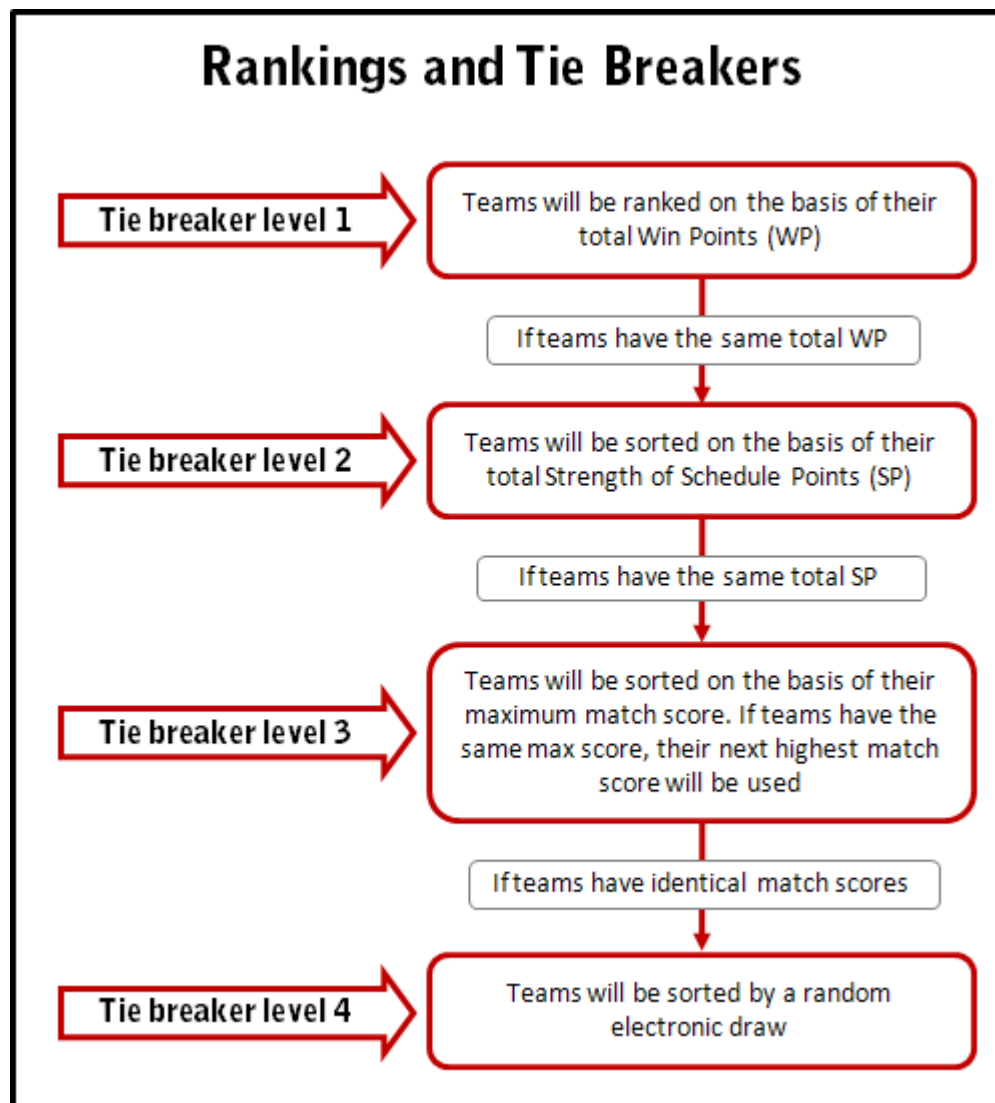 Rankings and Tie Breakers
Tie breaker level 1
Teams will be ranked on the basis of their
total Win Points (WP)
If teams have the same total WP
Tie breaker level 2
Teams will be sorted on the basis of their
total Strength of Schedule Points (SP)
If teams have the same total SP
Tie breaker level 3
Teams will be sorted on the basis of their
maximum match score. If teams have the
same max score, their next highest match
score will be used
If teams have identical match scores
Tie breaker level 4
Teams will be sorted by a random
electronic draw